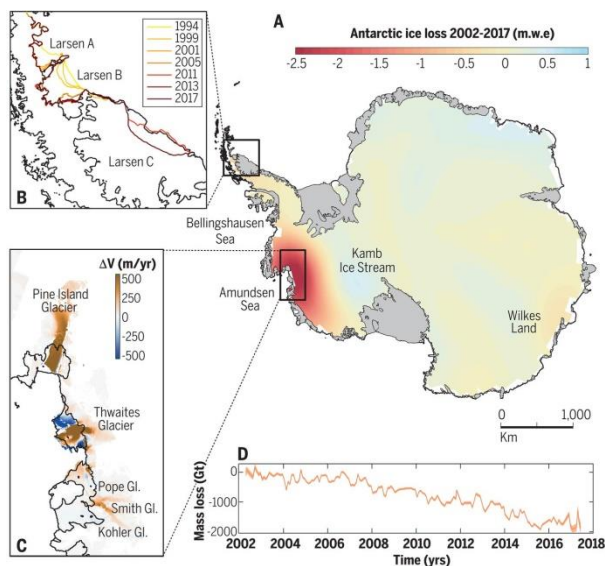 A
Antarctic ice loss 2002-2017 (m.w.e)
-2.5 -2 -1.5 -1 -0.5 0 0.5 1
Larsen A
Larsen B
Larsen C
1994
1999
2001
2005
2011
2013
2017
B
Bellingshausen
Sea
Amundsen
Sea
Kamb
Ice Stream
Wilkes
Land
0 1,000
Km
ΔV (m/yr)
500
250
0
-250
-500
Pine Island
Glacier
Thwaites
Glacier
Pope Gl.
Smith Gl.
Kohler Gl.
C
D
Mass loss (Gt)
0
-1000
-2000
2002 2004 2006 2008 2010 2012 2014 2016 2018
Time (yrs)